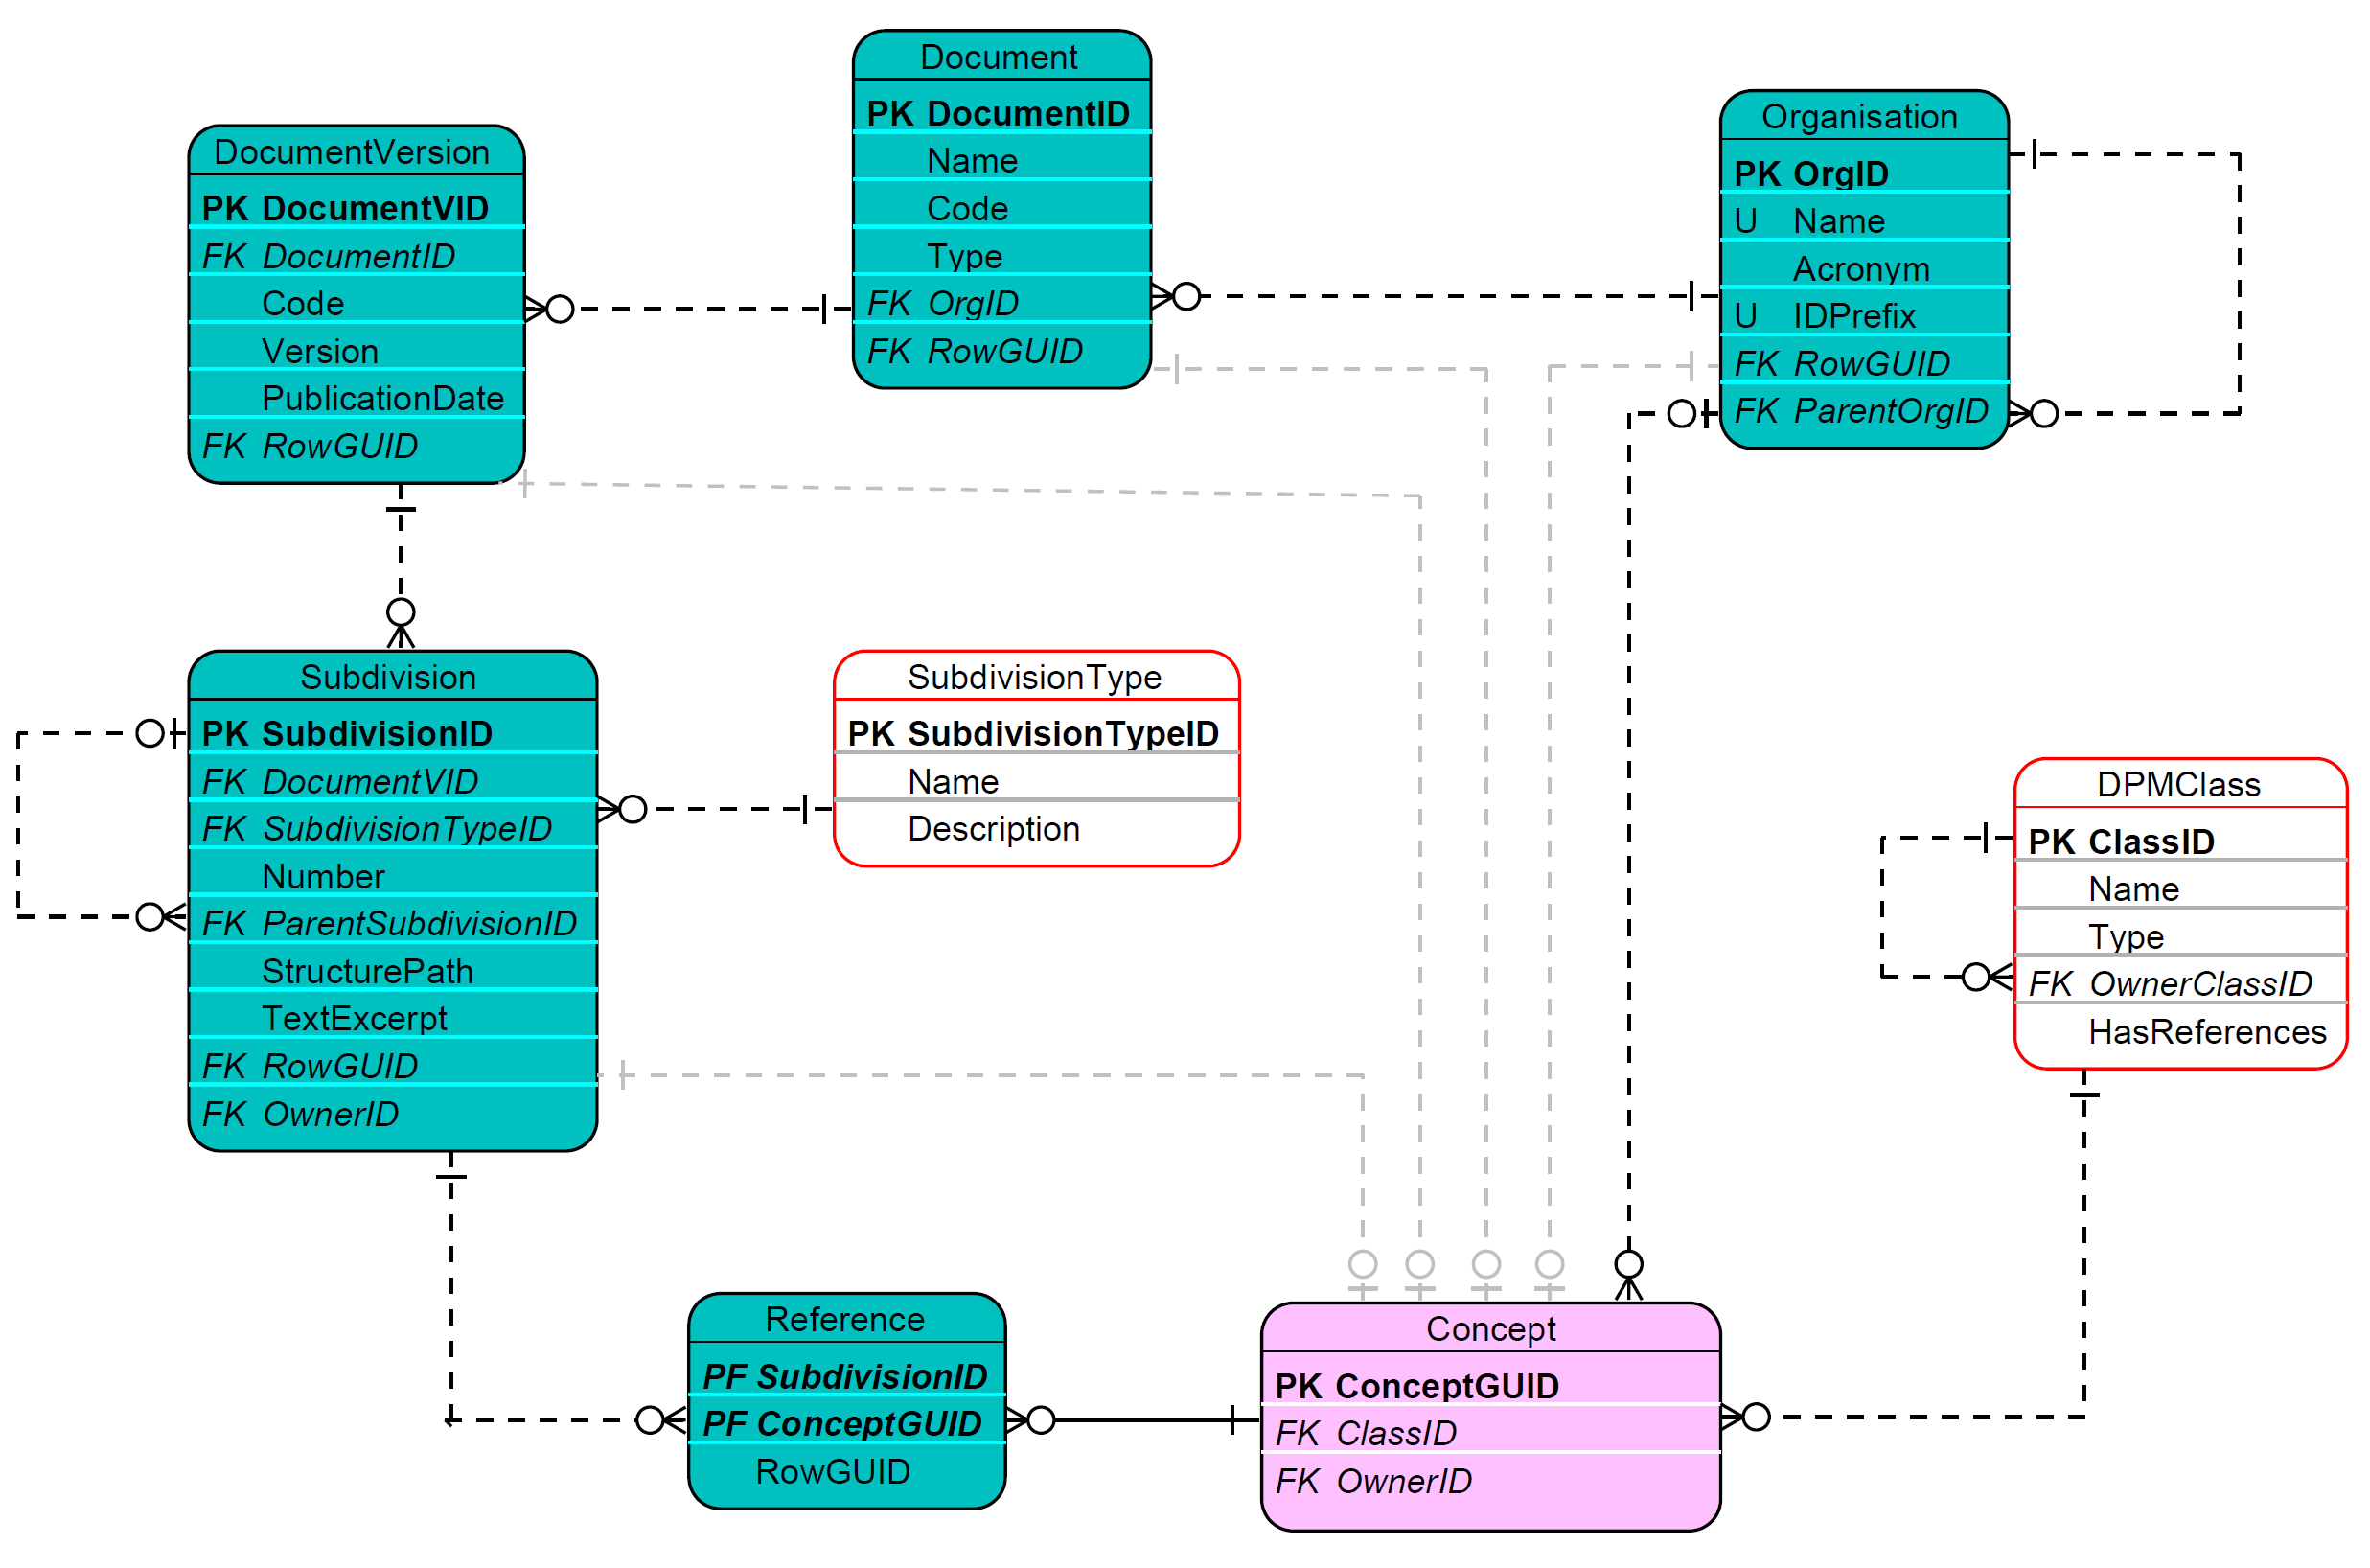 Document
PK DocumentID
Name
Code
Type
FK OrgID
FK RowGUID
Organisation
PK OrgID
U Name
Acronym
U IDPrefix
FK RowGUID
FK ParentOrgID
DocumentVersion
PK DocumentVID
FK DocumentID
Code
Version
PublicationDate
FK RowGUID
Subdivision
PK SubdivisionID
FK DocumentVID
FK SubdivisionTypeID
Number
FK ParentSubdivisionID
StructurePath
TextExcerpt
FK RowGUID
FK OwnerID
SubdivisionType
PK SubdivisionTypeID
Name
Description
DPMClass
PK ClassID
Name
Type
FK OwnerClassID
HasReferences
Reference
PF SubdivisionID
PF ConceptGUID
RowGUID
Concept
PK ConceptGUID
FK ClassID
FK OwnerID